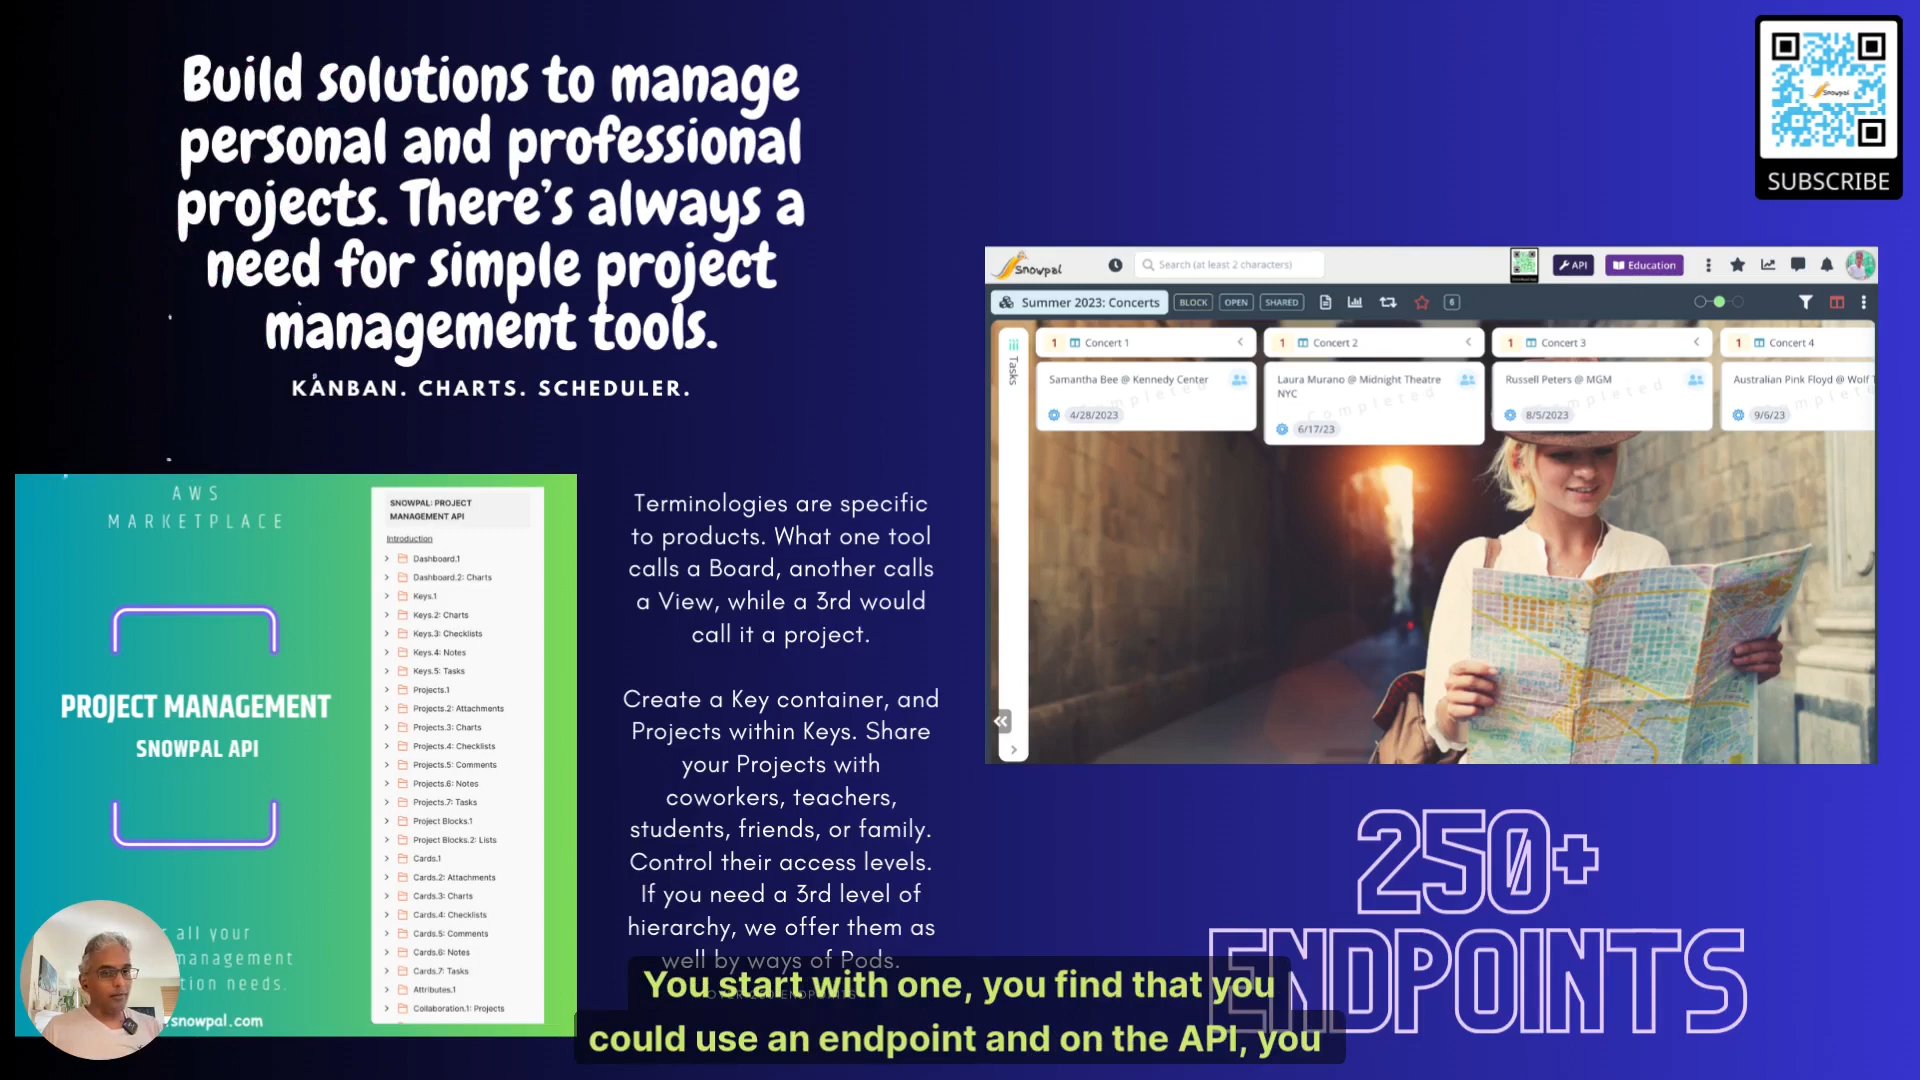 Build solutions to manage
personal and professional
projects. There's always a
need for simple project
management tools.
KANBAN. CHARTS. SCHEDULER.
Snowpal
SUBSCRIBE
Snowpal
Search (at least 2 characters)
API
Education
Summer 2023: Concerts
BLOCK
OPEN
SHARED
6
Tasks
1 Concert 1
Samantha Bee @ Kennedy Center
Completed
4/28/2023
1 Concert 2
Laura Murano @ Midnight Theatre
NYC
Completed
6/17/23
1 Concert 3
Russell Peters @ MGM
Completed
8/5/2023
1 Concert 4
Australian Pink Floyd @ Wolf T
9/6/23
AWS
MARKETPLACE
PROJECT MANAGEMENT
SNOWPAL API
all your
management
tion needs.
snowpal.com
SNOWPAL: PROJECT
MANAGEMENT API
Introduction
Dashboard.1
Dashboard.2: Charts
Keys.1
Keys.2: Charts
Keys.3: Checklists
Keys.4: Notes
Keys.5: Tasks
Projects.1
Projects.2: Attachments
Projects.3: Charts
Projects.4: Checklists
Projects.5: Comments
Projects.6: Notes
Projects.7: Tasks
Project Blocks.1
Project Blocks.2: Lists
Cards.1
Cards.2: Attachments
Cards.3: Charts
Cards.4: Checklists
Cards.5: Comments
Cards.6: Notes
Cards.7: Tasks
Attributes.1
Collaboration.1: Projects
Terminologies are specific
to products. What one tool
calls a Board, another calls
a View, while a 3rd would
call it a project.
Create a Key container, and
Projects within Keys. Share
your Projects with
coworkers, teachers,
students, friends, or family.
Control their access levels.
If you need a 3rd level of
hierarchy, we offer them as
well by ways of Pods.
250+
ENDPOINTS
You start with one, you find that you
could use an endpoint and on the API, you